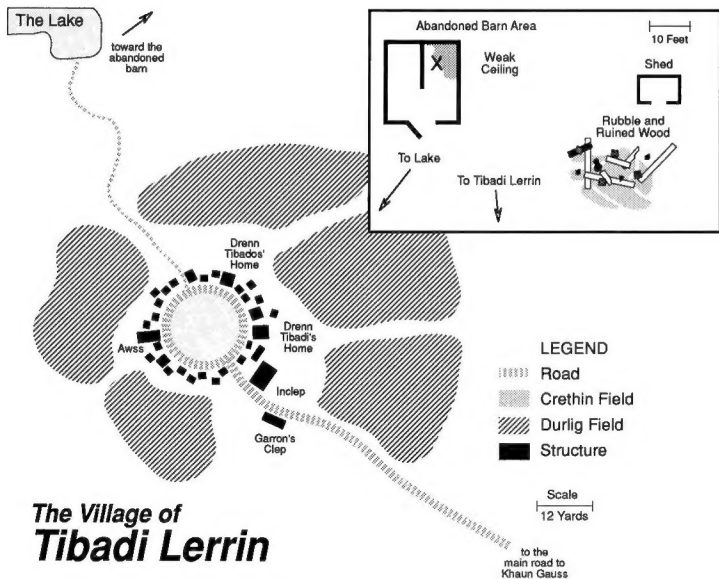 The Lake
toward the
abandoned
barn
Abandoned Barn Area
10 Feet
X
Weak
Ceiling
Shed
Rubble and
Ruined Wood
To Lake
To Tibadi Lerrin
Drenn
Tibados'
Home
Drenn
Tibadi's
Home
Awss
Inclep
Garron's
Clep
LEGEND
Road
Crethin Field
Durlig Field
Structure
Scale
12 Yards
to the
main road to
Khaun Gauss
The Village of
Tibadi Lerrin